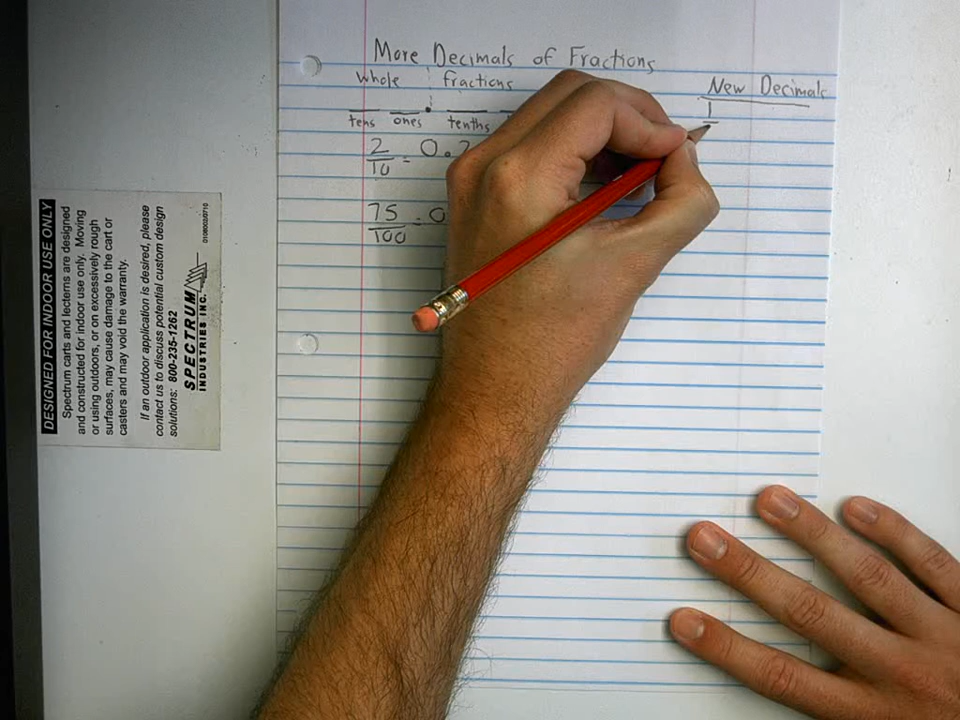 More Decimals of Fractions
whole fractions
tens ones . tenths
2/10 = 0.2
75/100 = 0
New Decimals
1
DESIGNED FOR INDOOR USE ONLY
Spectrum carts and lecterns are designed
and constructed for indoor use only. Moving
or using outdoors, or on excessively rough
surfaces, may cause damage to the cart or
casters and may void the warranty.
If an outdoor application is desired, please
contact us to discuss potential custom design
solutions: 800-235-1262
SPECTRUM
INDUSTRIES INC.